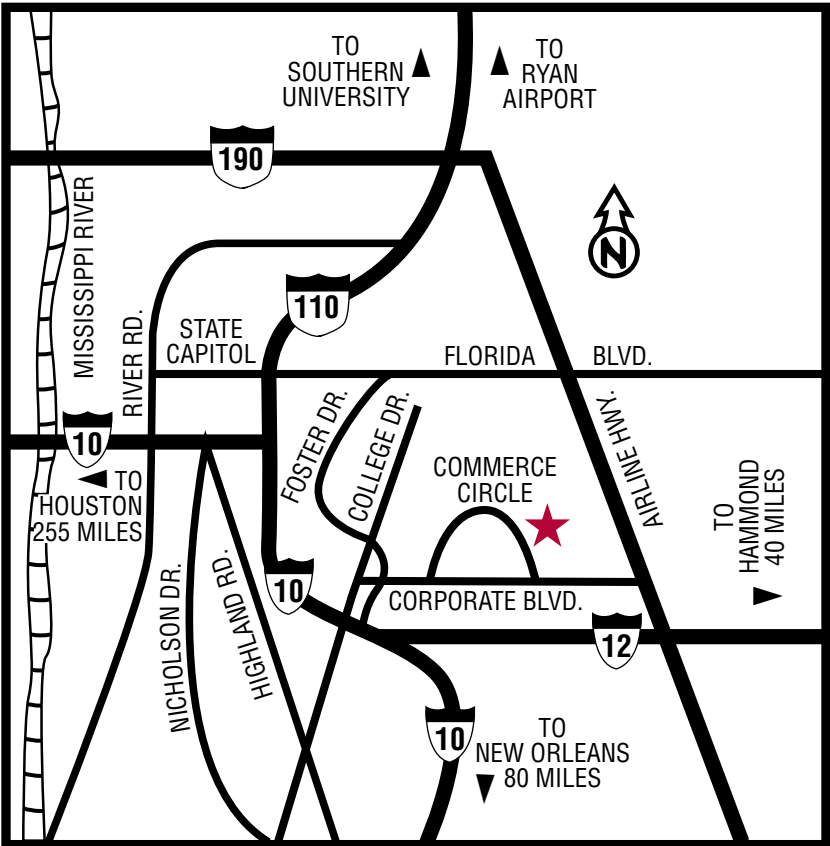 TO
SOUTHERN
UNIVERSITY
TO
RYAN
AIRPORT
190
MISSISSIPPI RIVER
N
110
RIVER RD.
STATE
CAPITOL
FLORIDA BLVD.
10
TO
HOUSTON
255 MILES
FOSTER DR.
COLLEGE DR.
COMMERCE
CIRCLE
AIRLINE HWY.
TO
HAMMOND
40 MILES
NICHOLSON DR.
HIGHLAND RD.
10
CORPORATE BLVD.
12
10
TO
NEW ORLEANS
80 MILES